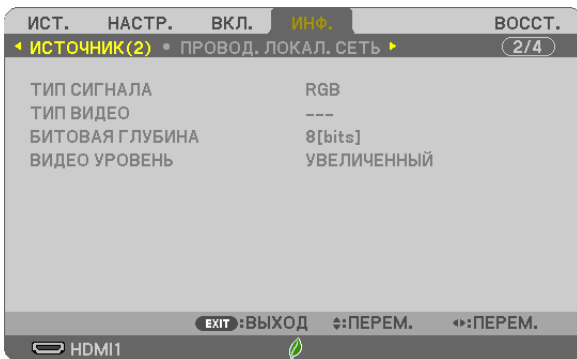 ИСТ. НАСТР. ВКЛ. ИНФ. ВОССТ.
ИСТОЧНИК(2) • ПРОВОД. ЛОКАЛ. СЕТЬ 2/4
ТИП СИГНАЛА RGB
ТИП ВИДЕО ---
БИТОВАЯ ГЛУБИНА 8[bits]
ВИДЕО УРОВЕНЬ УВЕЛИЧЕННЫЙ
EXIT :ВЫХОД :ПЕРЕМ. :ПЕРЕМ.
HDMI1